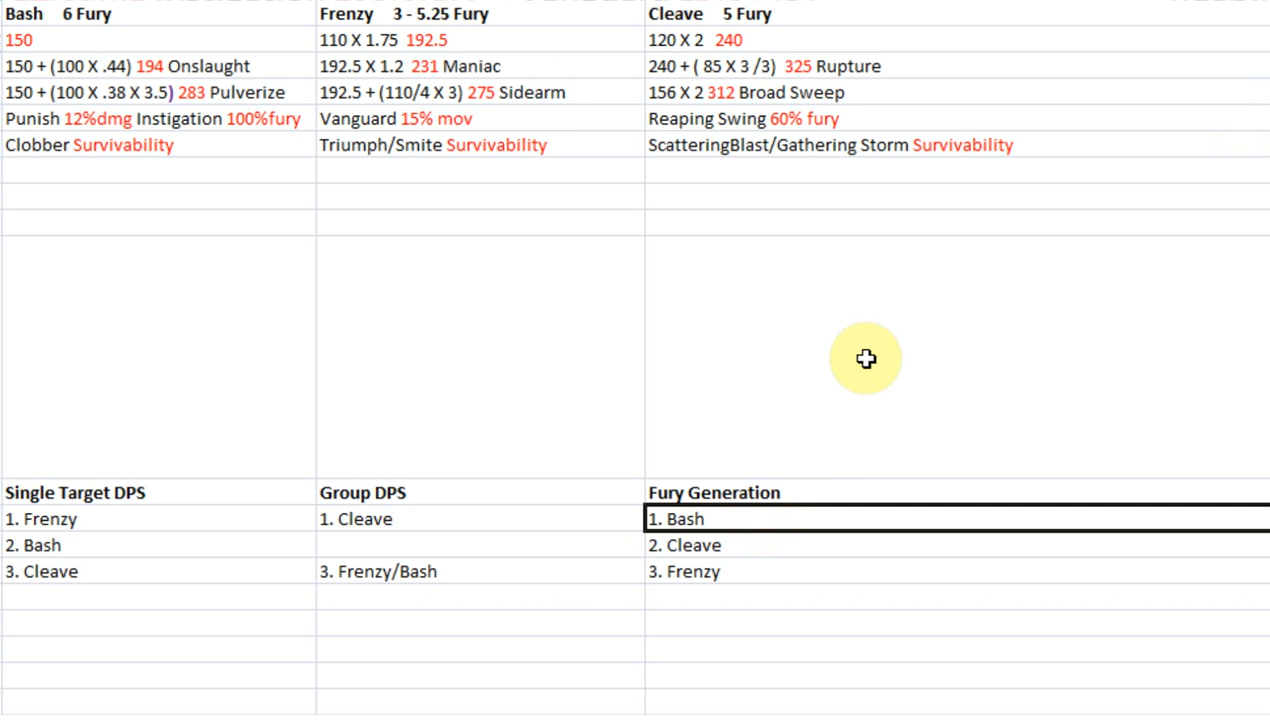 Bash 6 Fury
150
150 + (100 X .44) 194 Onslaught
150 + (100 X .38 X 3.5) 283 Pulverize
Punish 12%dmg Instigation 100%fury
Clobber Survivability
Frenzy 3 - 5.25 Fury
110 X 1.75 192.5
192.5 X 1.2 231 Maniac
192.5 + (110/4 X 3) 275 Sidearm
Vanguard 15% mov
Triumph/Smite Survivability
Cleave 5 Fury
120 X 2 240
240 + ( 85 X 3 /3) 325 Rupture
156 X 2 312 Broad Sweep
Reaping Swing 60% fury
ScatteringBlast/Gathering Storm Survivability
Single Target DPS
1. Frenzy
2. Bash
3. Cleave
Group DPS
1. Cleave
3. Frenzy/Bash
Fury Generation
1. Bash
2. Cleave
3. Frenzy